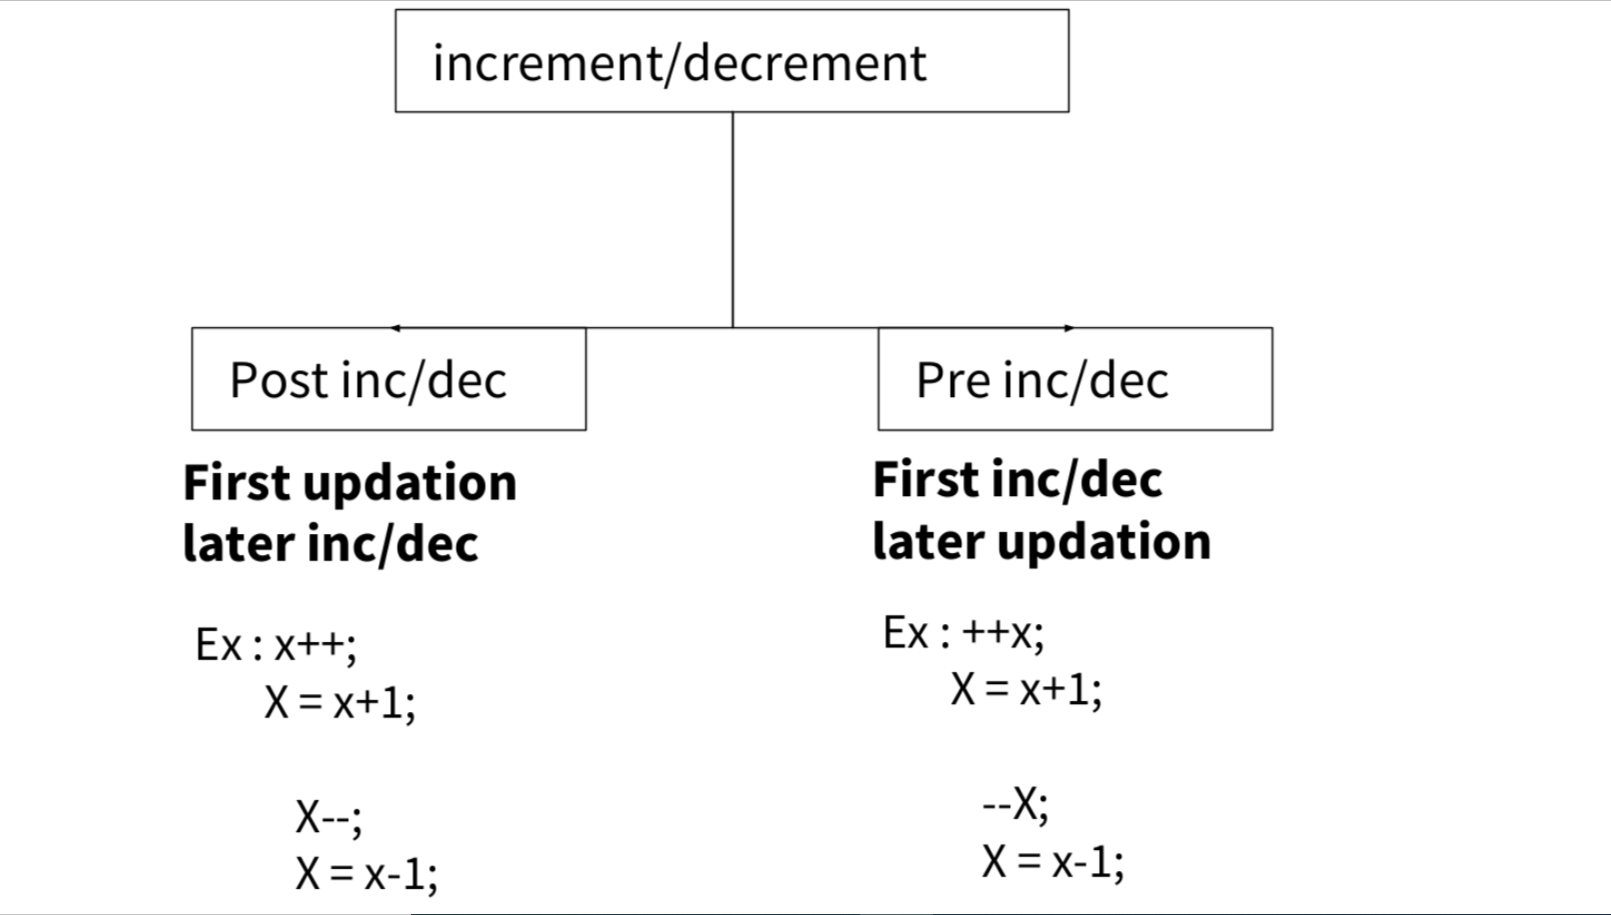 increment/decrement
Post inc/dec
First updation
later inc/dec
Ex : x++;
X = x+1;
X--;
X = x-1;
Pre inc/dec
First inc/dec
later updation
Ex : ++x;
X = x+1;
--X;
X = x-1;